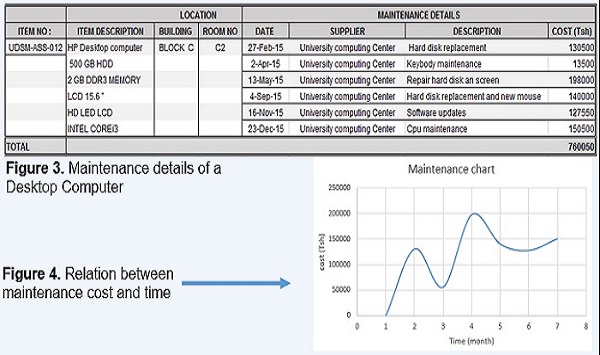 LOCATION MAINTENANCE DETAILS
ITEM NO : ITEM DESCRIPTION BUILDING ROOM NO DATE SUPPLIER DESCRIPTION COST (Tsh)
UDSM-ASS-012 HP Desktop computer BLOCK C C2 27-Feb-15 University computing Center Hard disk replacement 130500
500 GB HDD 2-Apr-15 University computing Center Keybody maintenance 13500
2 GB DDR3 MEMORY 13-May-15 University computing Center Repair hard disk an screen 198000
LCD 15.6" 4-Sep-15 University computing Center Hard disk replacement and new mouse 140000
HD LED LCD 16-Nov-15 University computing Center Software updates 127550
INTEL COREi3 23-Dec-15 University computing Center Cpu maintenance 150500
TOTAL 760050
Figure 3. Maintenance details of a
Desktop Computer
Maintenance chart
250000
200000
150000
100000
50000
0
cost (Tsh)
0 1 2 3 4 5 6 7 8
Time (month)
Figure 4. Relation between
maintenance cost and time